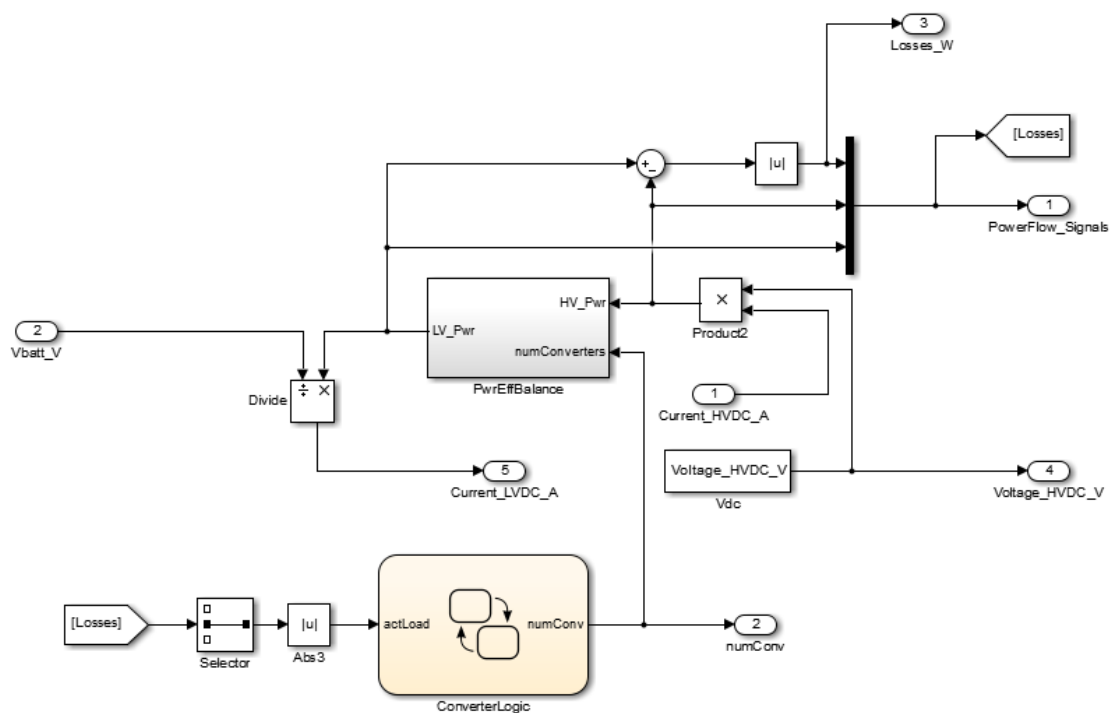 3
Losses_W
[Losses]
+
-
|u|
1
PowerFlow_Signals
HV_Pwr
×
LV_Pwr
Product2
2
Vbatt_V
numConverters
÷ ×
Divide
PwrEffBalance
1
Current_HVDC_A
5
Current_LVDC_A
Voltage_HVDC_V
Vdc
4
Voltage_HVDC_V
[Losses]
Selector
|u|
Abs3
actLoad
numConv
ConverterLogic
2
numConv